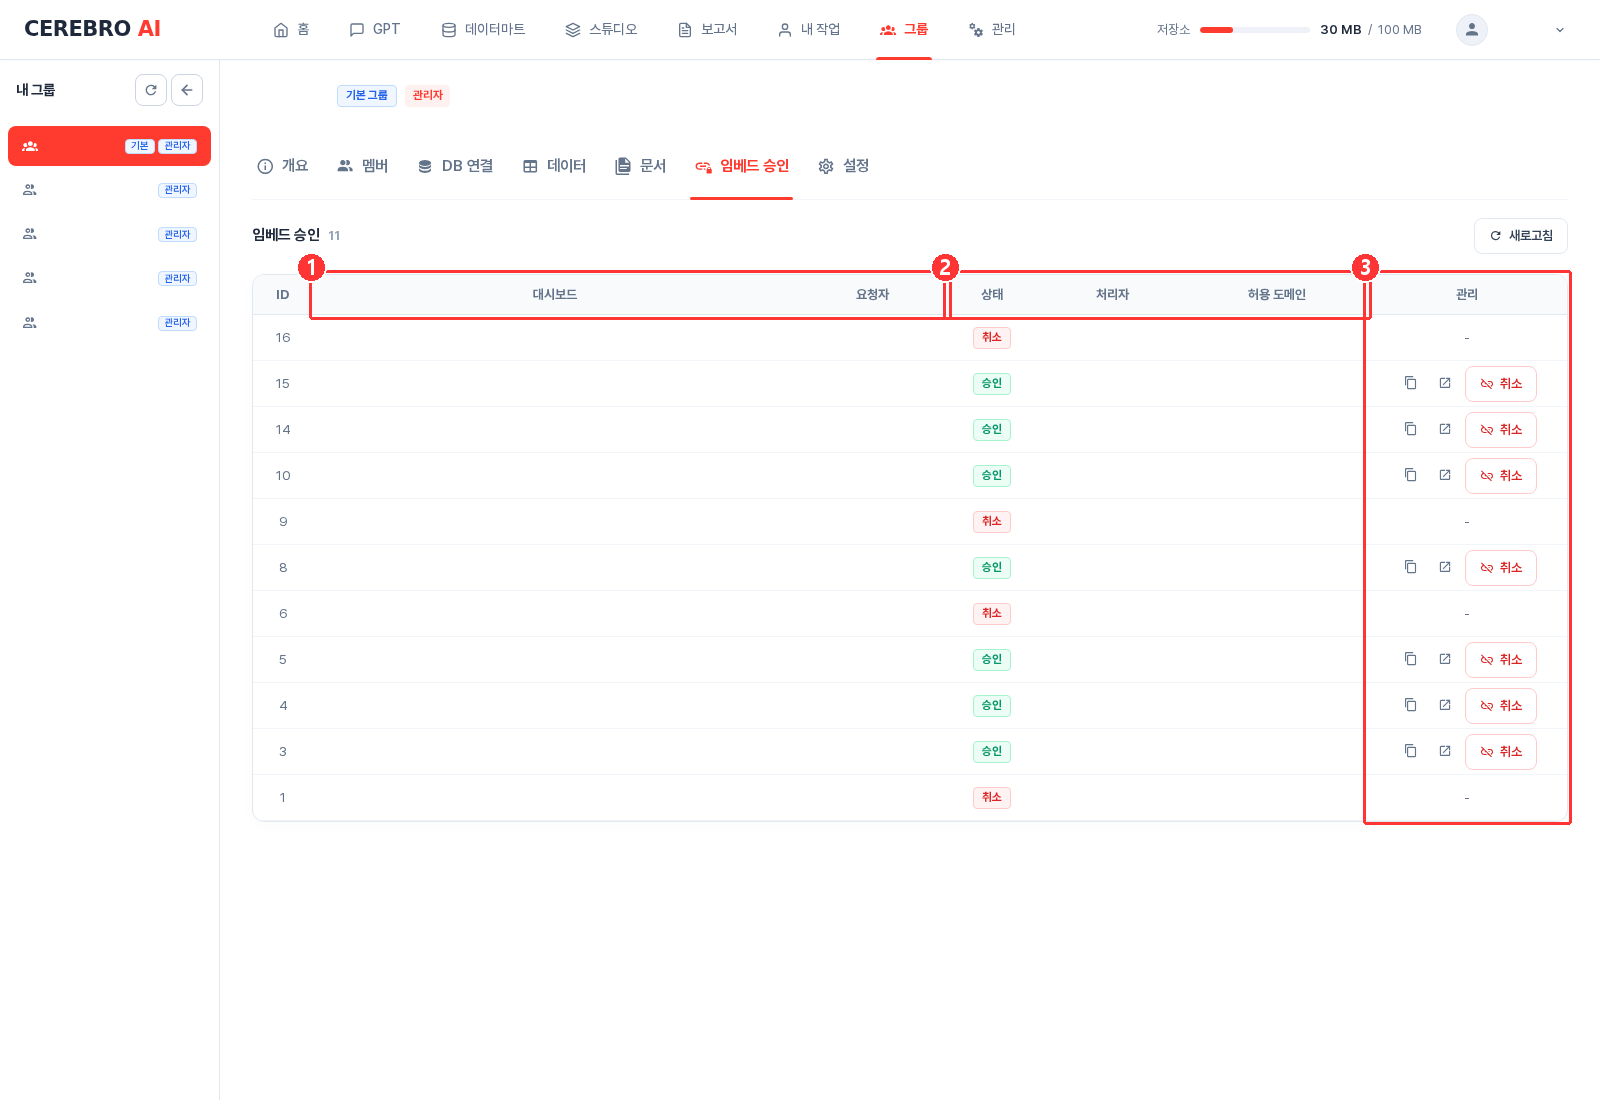 CEREBRO AI
홈
GPT
데이터마트
스튜디오
보고서
내 작업
그룹
관리
저장소
30 MB / 100 MB
내 그룹
기본 관리자
관리자
관리자
관리자
관리자
기본 그룹 관리자
개요
멤버
DB 연결
데이터
문서
임베드 승인
설정
임베드 승인 11
새로고침
1 2 3
ID 대시보드 요청자 상태 처리자 허용 도메인 관리
16 취소 -
15 승인 취소
14 승인 취소
10 승인 취소
9 취소 -
8 승인 취소
6 취소 -
5 승인 취소
4 승인 취소
3 승인 취소
1 취소 -